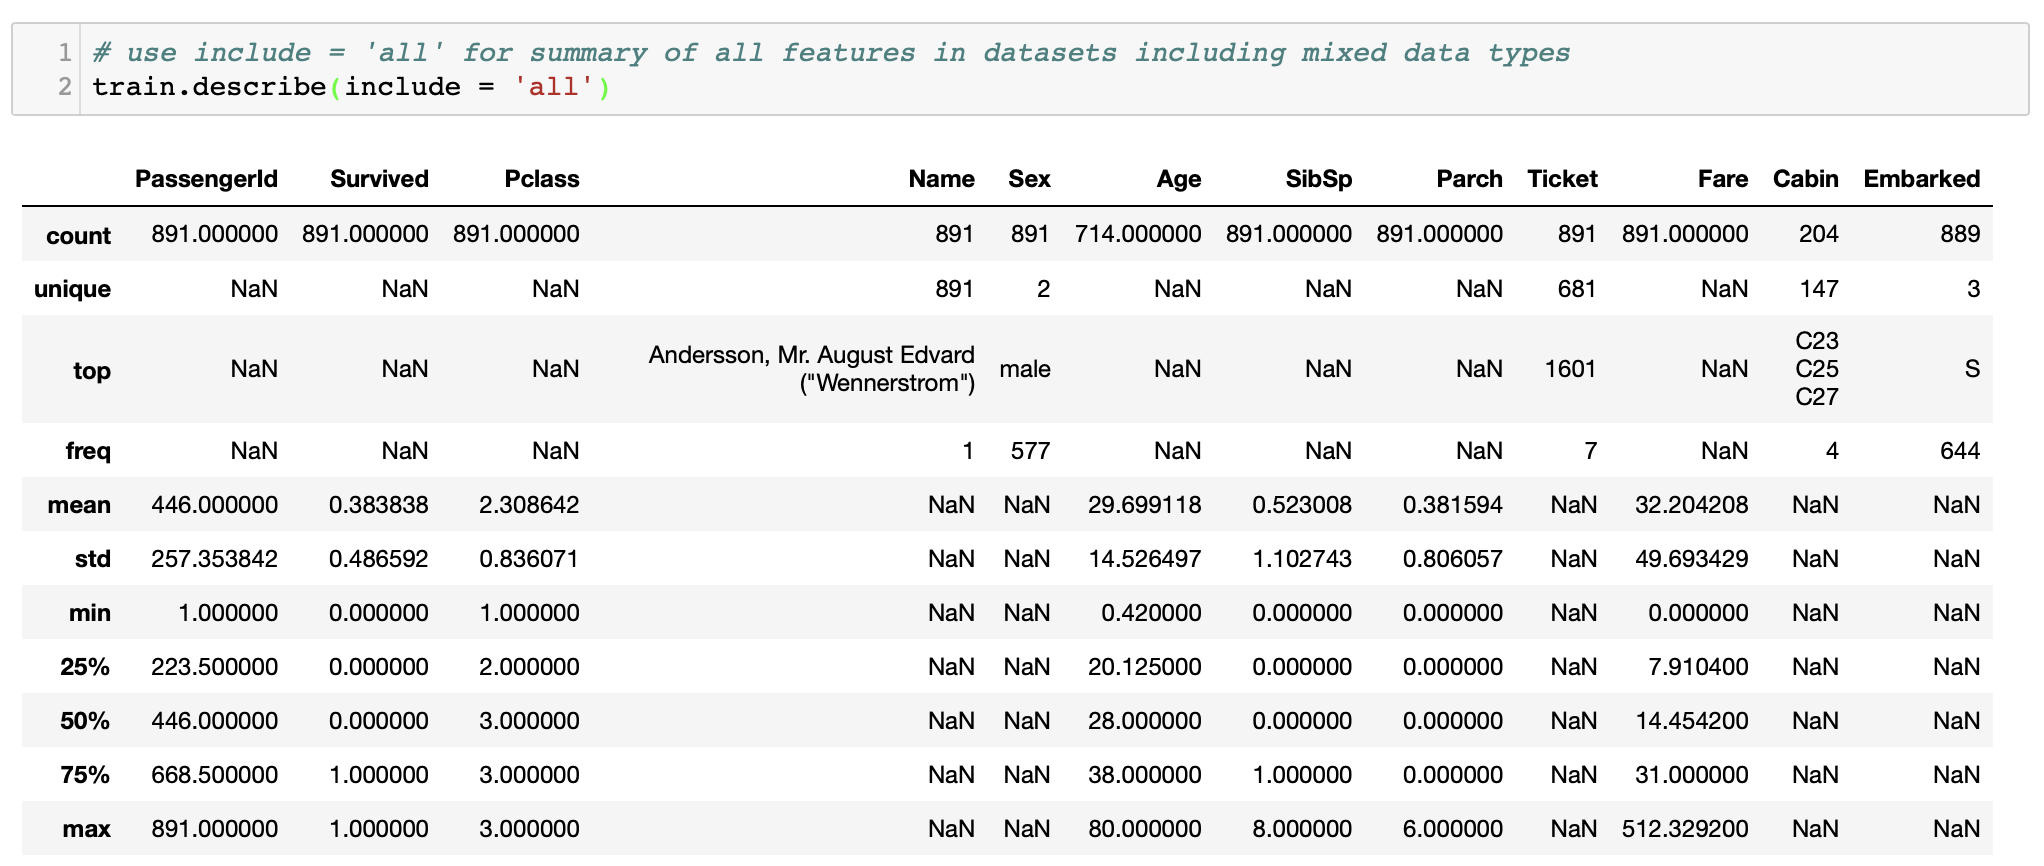 1 # use include = 'all' for summary of all features in datasets including mixed data types
2 train.describe(include = 'all')
PassengerId Survived Pclass Name Sex Age SibSp Parch Ticket Fare Cabin Embarked
count 891.000000 891.000000 891.000000 891 891 714.000000 891.000000 891.000000 891 891.000000 204 889
unique NaN NaN NaN 891 2 NaN NaN NaN 681 NaN 147 3
top NaN NaN NaN Andersson, Mr. August Edvard ("Wennerstrom") male NaN NaN NaN 1601 NaN C23 C25 C27 S
freq NaN NaN NaN 1 577 NaN NaN NaN 7 NaN 4 644
mean 446.000000 0.383838 2.308642 NaN NaN 29.699118 0.523008 0.381594 NaN 32.204208 NaN NaN
std 257.353842 0.486592 0.836071 NaN NaN 14.526497 1.102743 0.806057 NaN 49.693429 NaN NaN
min 1.000000 0.000000 1.000000 NaN NaN 0.420000 0.000000 0.000000 NaN 0.000000 NaN NaN
25% 223.500000 0.000000 2.000000 NaN NaN 20.125000 0.000000 0.000000 NaN 7.910400 NaN NaN
50% 446.000000 0.000000 3.000000 NaN NaN 28.000000 0.000000 0.000000 NaN 14.454200 NaN NaN
75% 668.500000 1.000000 3.000000 NaN NaN 38.000000 1.000000 0.000000 NaN 31.000000 NaN NaN
max 891.000000 1.000000 3.000000 NaN NaN 80.000000 8.000000 6.000000 NaN 512.329200 NaN NaN